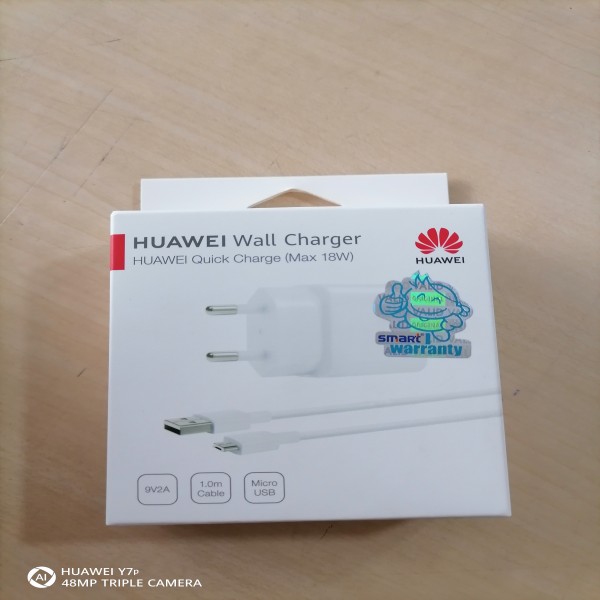 HUAWEI Wall Charger
HUAWEI Quick Charge (Max 18W)
HUAWEI
smart
warranty
9V2A
1.0m
Cable
Micro
USB
AI
HUAWEI Y7p
48MP TRIPLE CAMERA